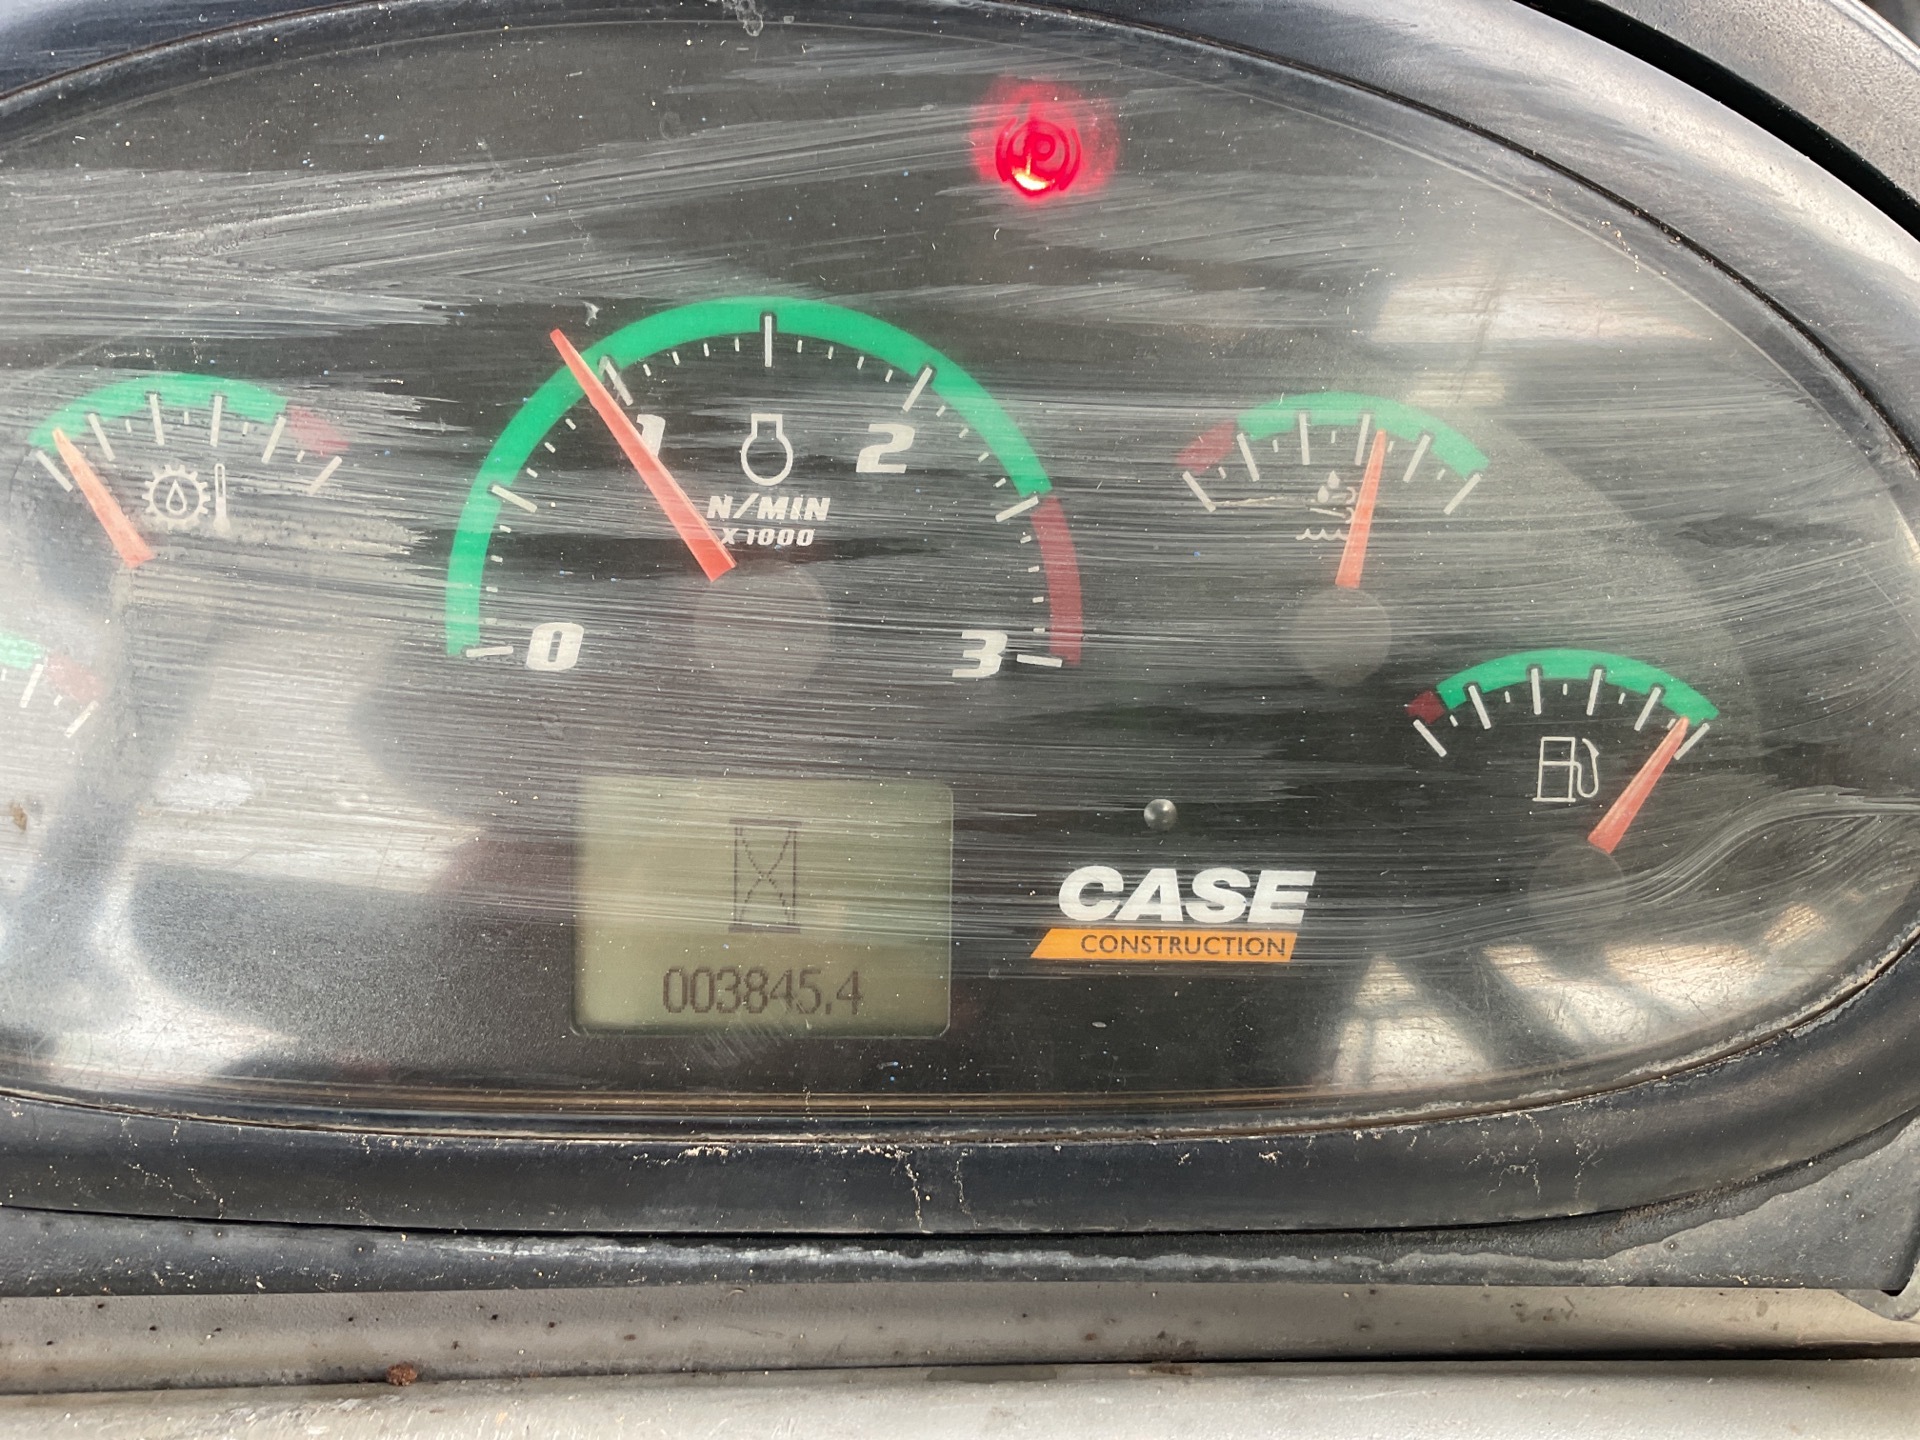 P
1
2
N/MIN
X1000
0
3
CASE
CONSTRUCTION
003845.4